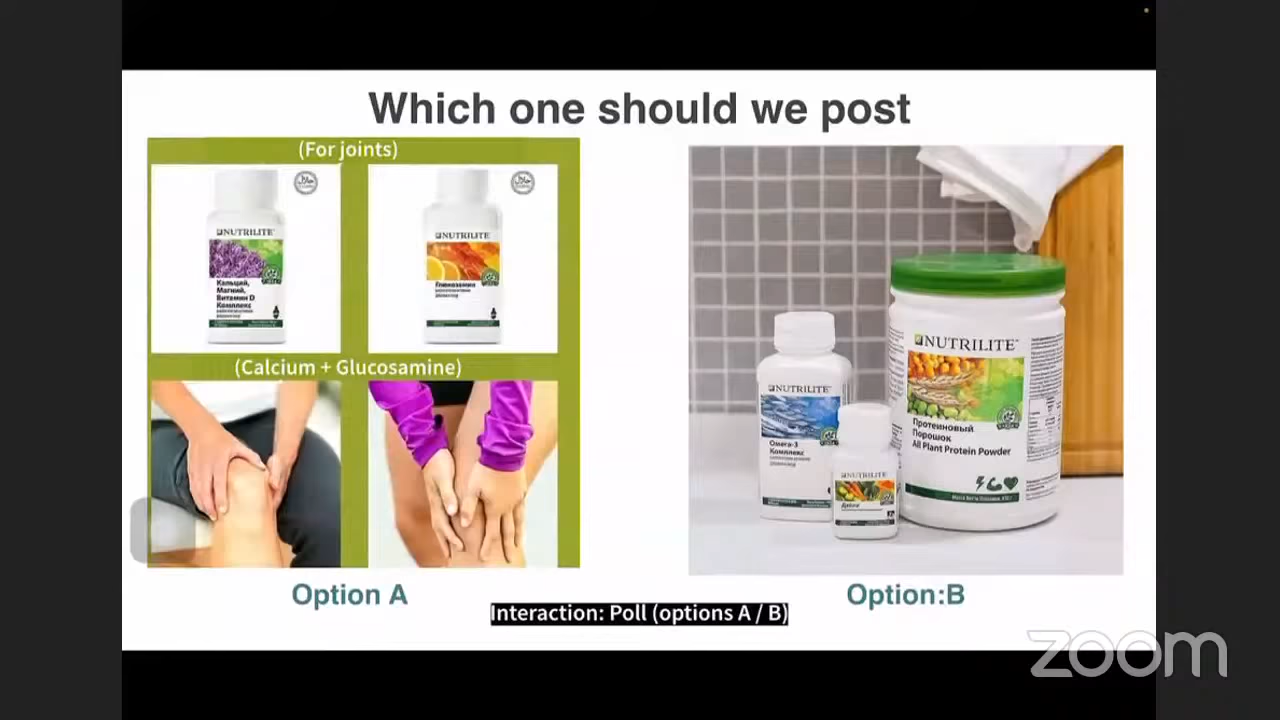 Which one should we post
(For joints)
NUTRILITE
Кальций,
Магний,
Витамин D
Комплекс
NUTRILITE
Глюкозамин
(Calcium + Glucosamine)
NUTRILITE
Омега-3
Комплекс
NUTRILITE
NUTRILITE
Протеиновый
Порошок
All Plant Protein Powder
Option A
Option:B
Interaction: Poll (options A / B)
zoom